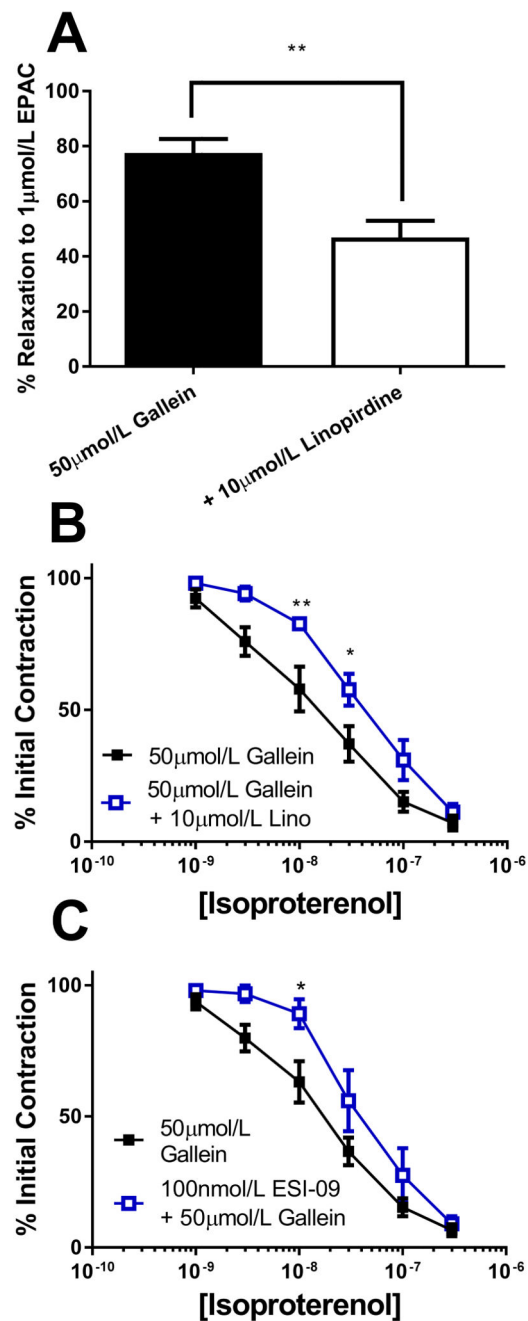 A
**
% Relaxation to 1μmol/L EPAC
100
80
60
40
20
0
50μmol/L Gallein
+ 10μmol/L Linopirdine
B
% Initial Contraction
100
50
0
**
*
50μmol/L Gallein
50μmol/L Gallein
+ 10μmol/L Lino
10-10
10-9
10-8
10-7
10-6
[Isoproterenol]
C
% Initial Contraction
100
50
0
*
50μmol/L
Gallein
100nmol/L ESI-09
+ 50μmol/L Gallein
10-10
10-9
10-8
10-7
10-6
[Isoproterenol]